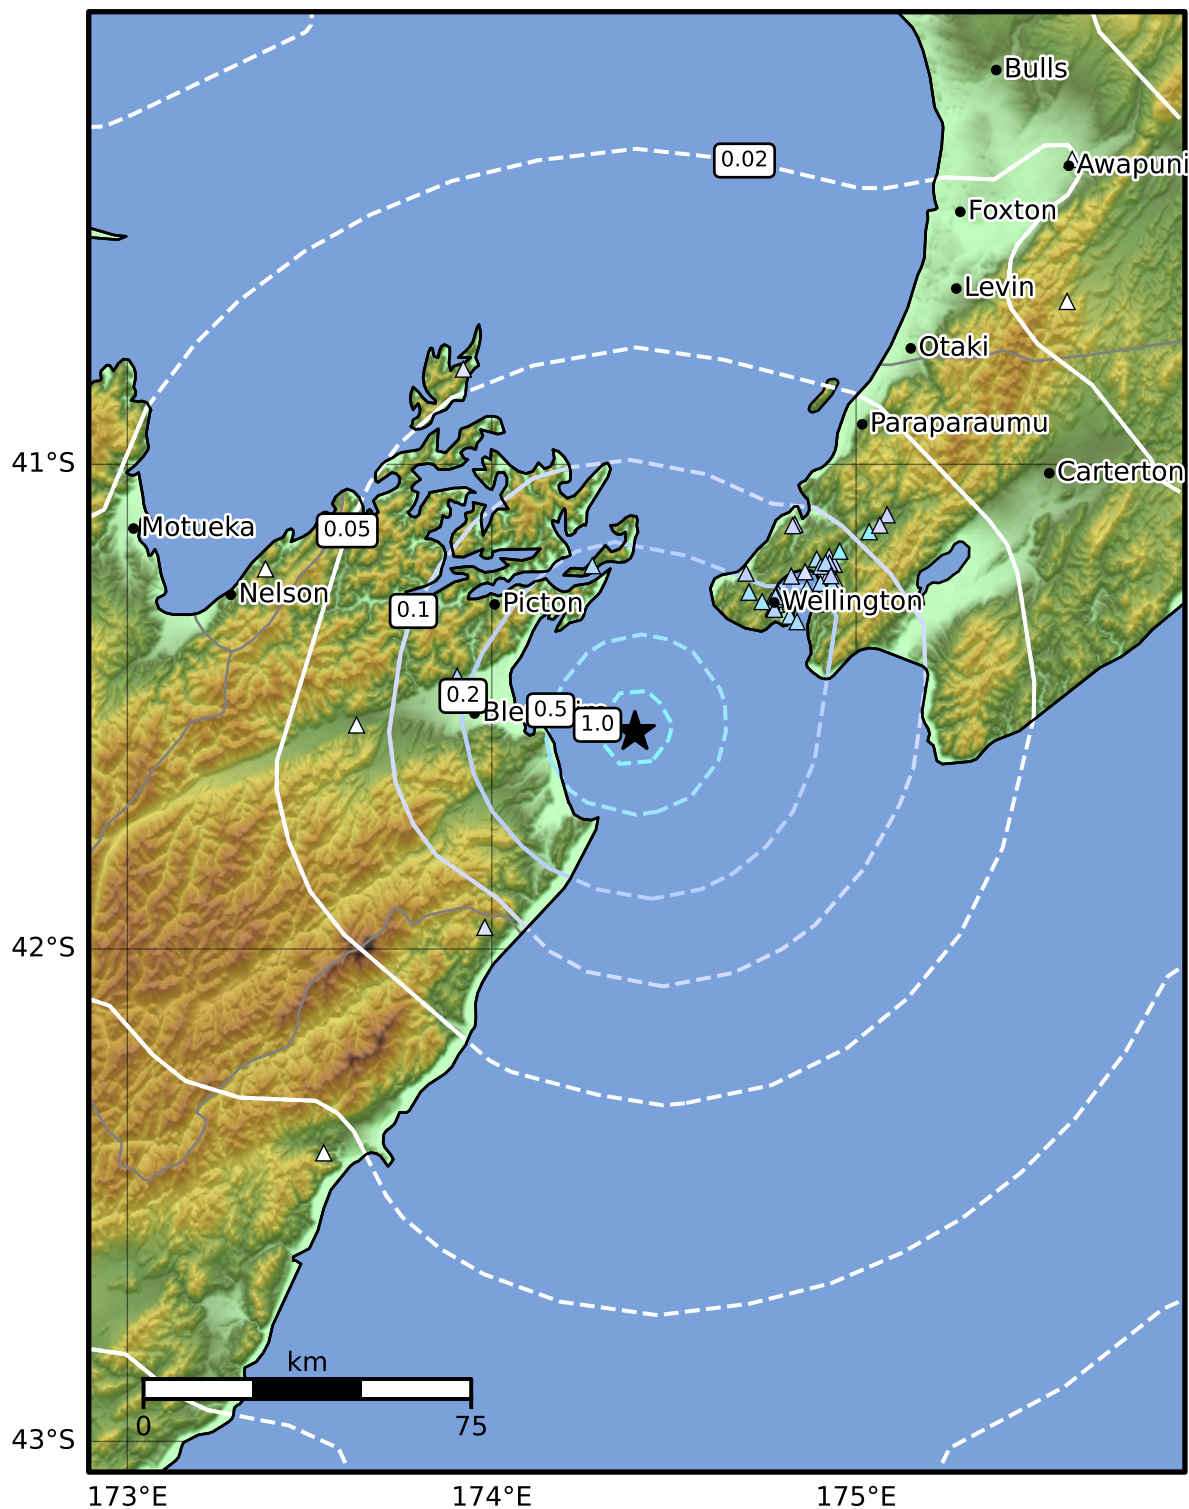 Bulls
0.02
Awapuni
Foxton
Levin
Otaki
Paraparaumu
41°S
Carterton
Motueka
0.05
Nelson
0.1
Picton
Wellington
0.2
0.5
1.0
42°S
km
0
75
43°S
173°E
174°E
175°E